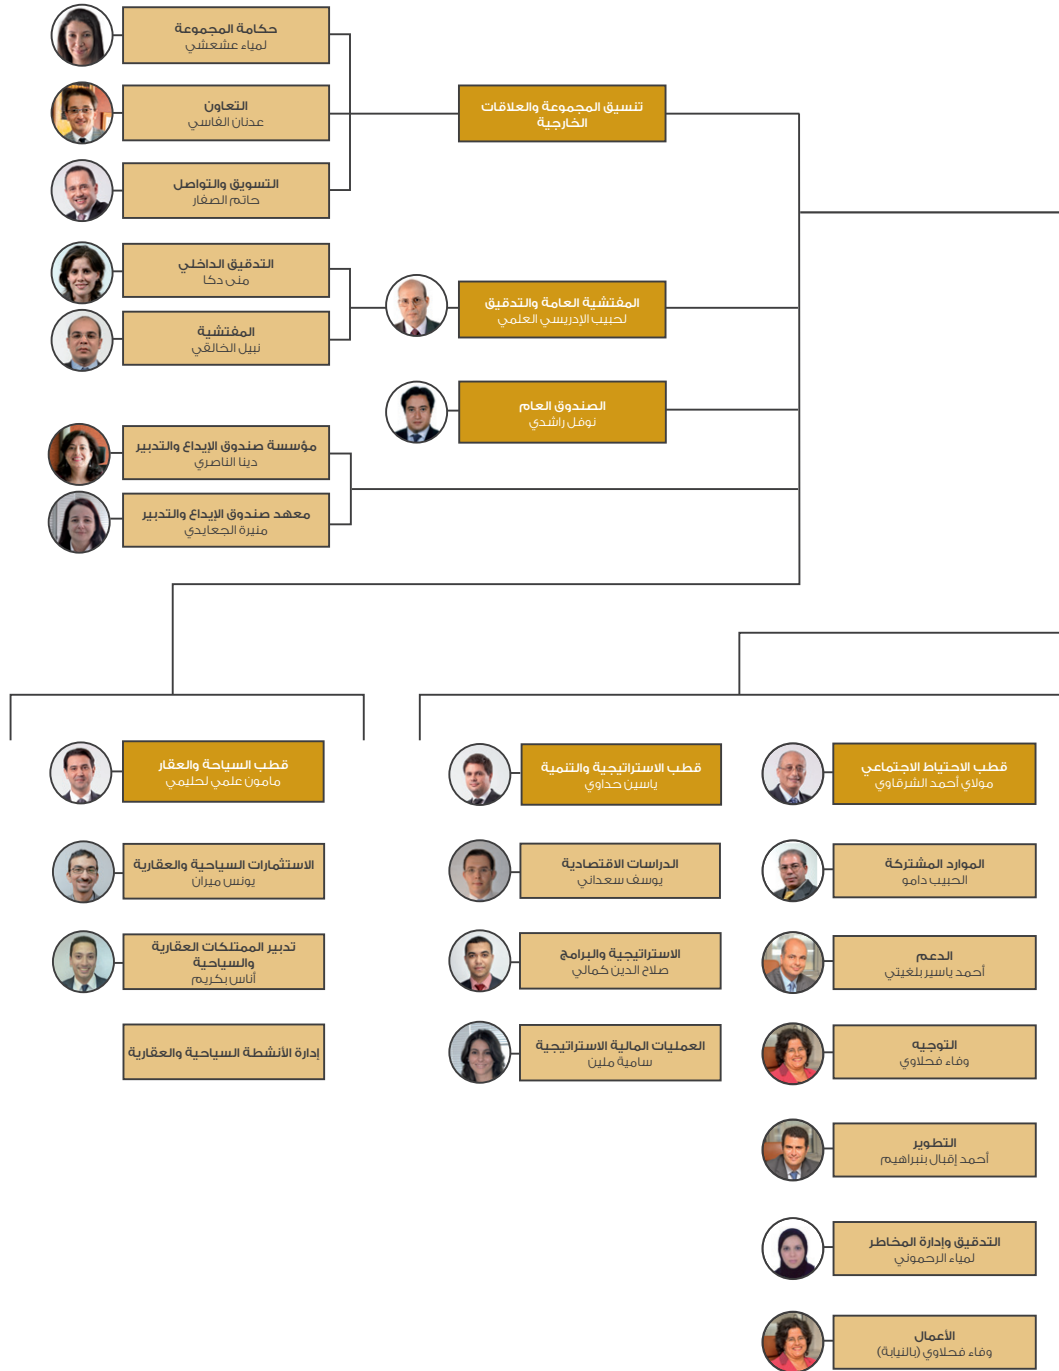 حكامة المجموعة
لمياء عشعشي
التعاون
عدنان الفاسي
التسويق والتواصل
حاتم الصفار
تنسيق المجموعة والعلاقات
الخارجية
التدقيق الداخلي
منى دكا
المفتشية
نبيل الخالقي
المفتشية العامة والتدقيق
لحبيب الإدريسي العلمي
الصندوق العام
نوفل راشدي
مؤسسة صندوق الإيداع والتدبير
دينا الناصري
معهد صندوق الإيداع والتدبير
منيرة الجعايدي
قطب الاحتياط الاجتماعي
مولاي أحمد الشرقاوي
الموارد المشتركة
الحبيب دامو
الدعم
أحمد ياسير بلغيتي
التوجيه
وفاء فحلاوي
التطوير
أحمد إقبال بنبراهيم
التدقيق وإدارة المخاطر
لمياء الرحموني
الأعمال
وفاء فحلاوي (بالنيابة)
قطب الاستراتيجية والتنمية
ياسين حداوي
الدراسات الاقتصادية
يوسف سعداني
الاستراتيجية والبرامج
صلاح الدين كمالي
العمليات المالية الاستراتيجية
سامية ملين
قطب السياحة والعقار
مامون علمي لحليمي
الاستثمارات السياحية والعقارية
يونس ميران
تدبير الممتلكات العقارية
والسياحية
أناس بكريم
إدارة الأنشطة السياحية والعقارية